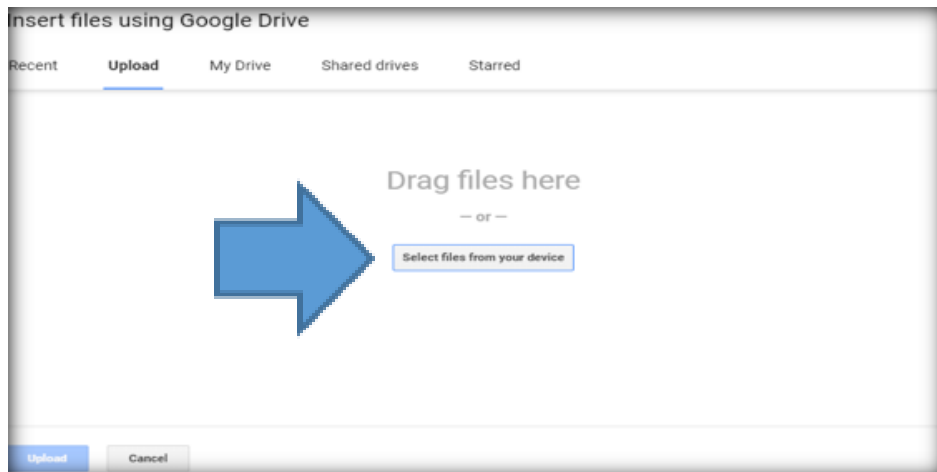 Insert files using Google Drive
Recent Upload My Drive Shared drives Starred
Drag files here
— or —
Select files from your device
Upload Cancel